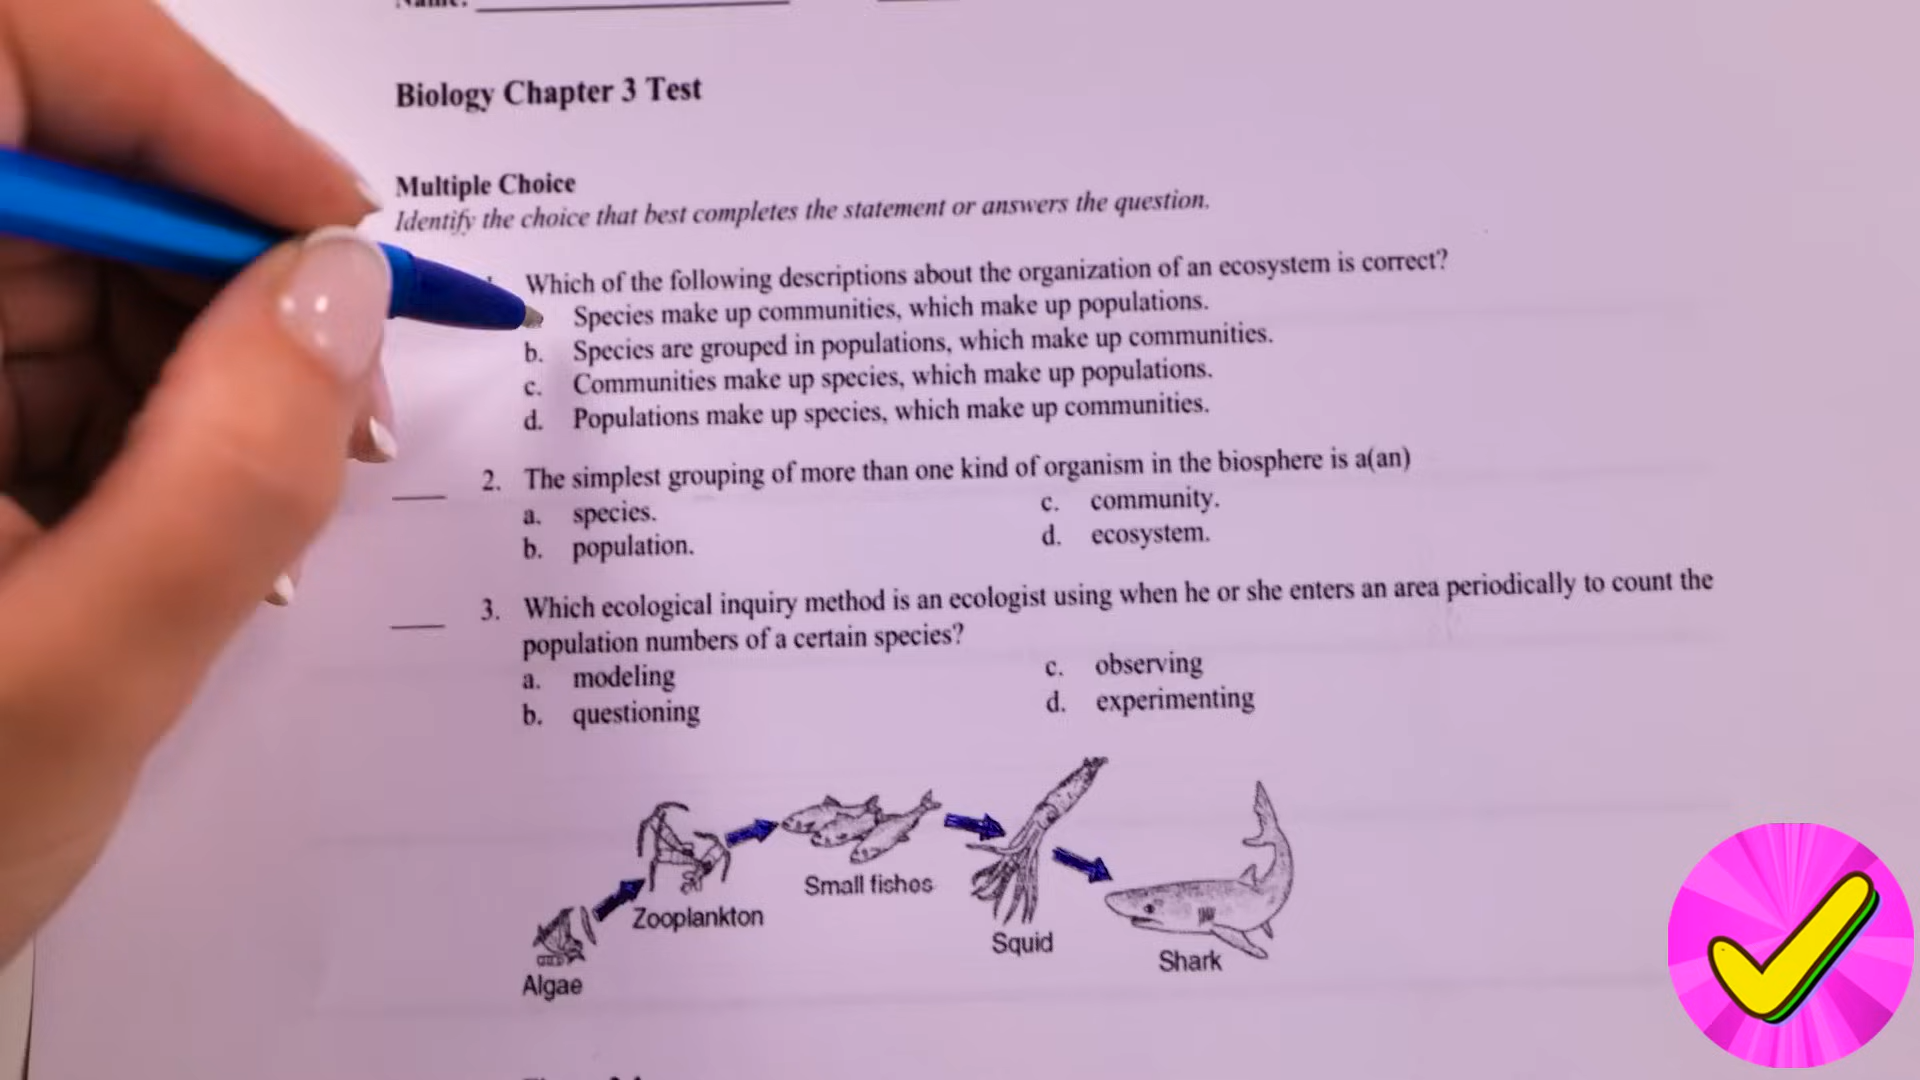 Name:
Biology Chapter 3 Test
Multiple Choice
Identify the choice that best completes the statement or answers the question.
Which of the following descriptions about the organization of an ecosystem is correct?
Species make up communities, which make up populations.
b. Species are grouped in populations, which make up communities.
c. Communities make up species, which make up populations.
d. Populations make up species, which make up communities.
2. The simplest grouping of more than one kind of organism in the biosphere is a(an)
a. species.
c. community.
b. population.
d. ecosystem.
3. Which ecological inquiry method is an ecologist using when he or she enters an area periodically to count the
population numbers of a certain species?
a. modeling
c. observing
b. questioning
d. experimenting
Small fishes
Zooplankton
Squid
Shark
Algae